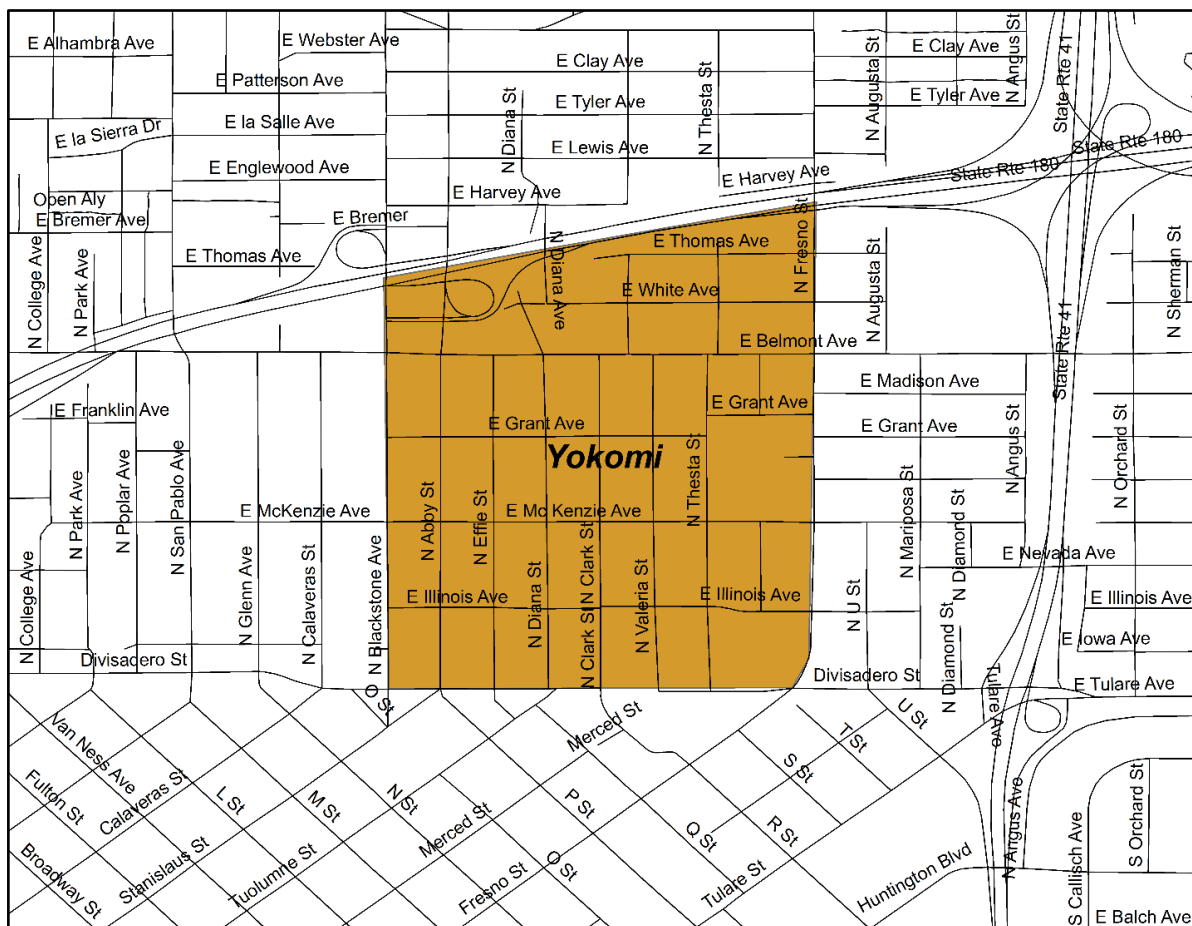 E Alhambra Ave
E Webster Ave
E Clay Ave
E Clay Ave
N Angus St
State Rte 41
E Patterson Ave
E Tyler Ave
N Thesta St
N Augusta St
E Tyler Ave
E la Sierra Dr
E la Salle Ave
N Diana St
E Lewis Ave
State Rte 180
E Englewood Ave
E Harvey Ave
E Harvey Ave
State Rte 180
Open Aly
E Bremer Ave
E Bremer
N College Ave
N Park Ave
E Thomas Ave
N Diana Ave
E Thomas Ave
N Fresno St
N Augusta St
N Sherman St
E White Ave
E Belmont Ave
State Rte 41
E Madison Ave
E Franklin Ave
E Grant Ave
E Grant Ave
E Grant Ave
N Angus St
N Orchard St
Yokomi
N Park Ave
N Poplar Ave
N San Pablo Ave
E McKenzie Ave
N Abby St
N Effie St
E Mc Kenzie Ave
N Thesta St
N Mariposa St
N Diamond St
E Nevada Ave
N College Ave
N Glenn Ave
N Calaveras St
N Blackstone Ave
E Illinois Ave
N Diana St
N Clark St
N Clark St
N Valeria St
E Illinois Ave
N U St
E Illinois Ave
N Diamond St
E Iowa Ave
Divisadero St
Divisadero St
Tulare Ave
E Tulare Ave
O St
Van Ness Ave
Merced St
U St
T St
Fulton St
Calaveras St
L St
M St
N St
P St
S St
Merced St
Q St
R St
Broadway St
Stanislaus St
Tuolumne St
Fresno St
O St
Tulare St
Huntington Blvd
N Angus Ave
S Callisch Ave
S Orchard St
E Balch Ave